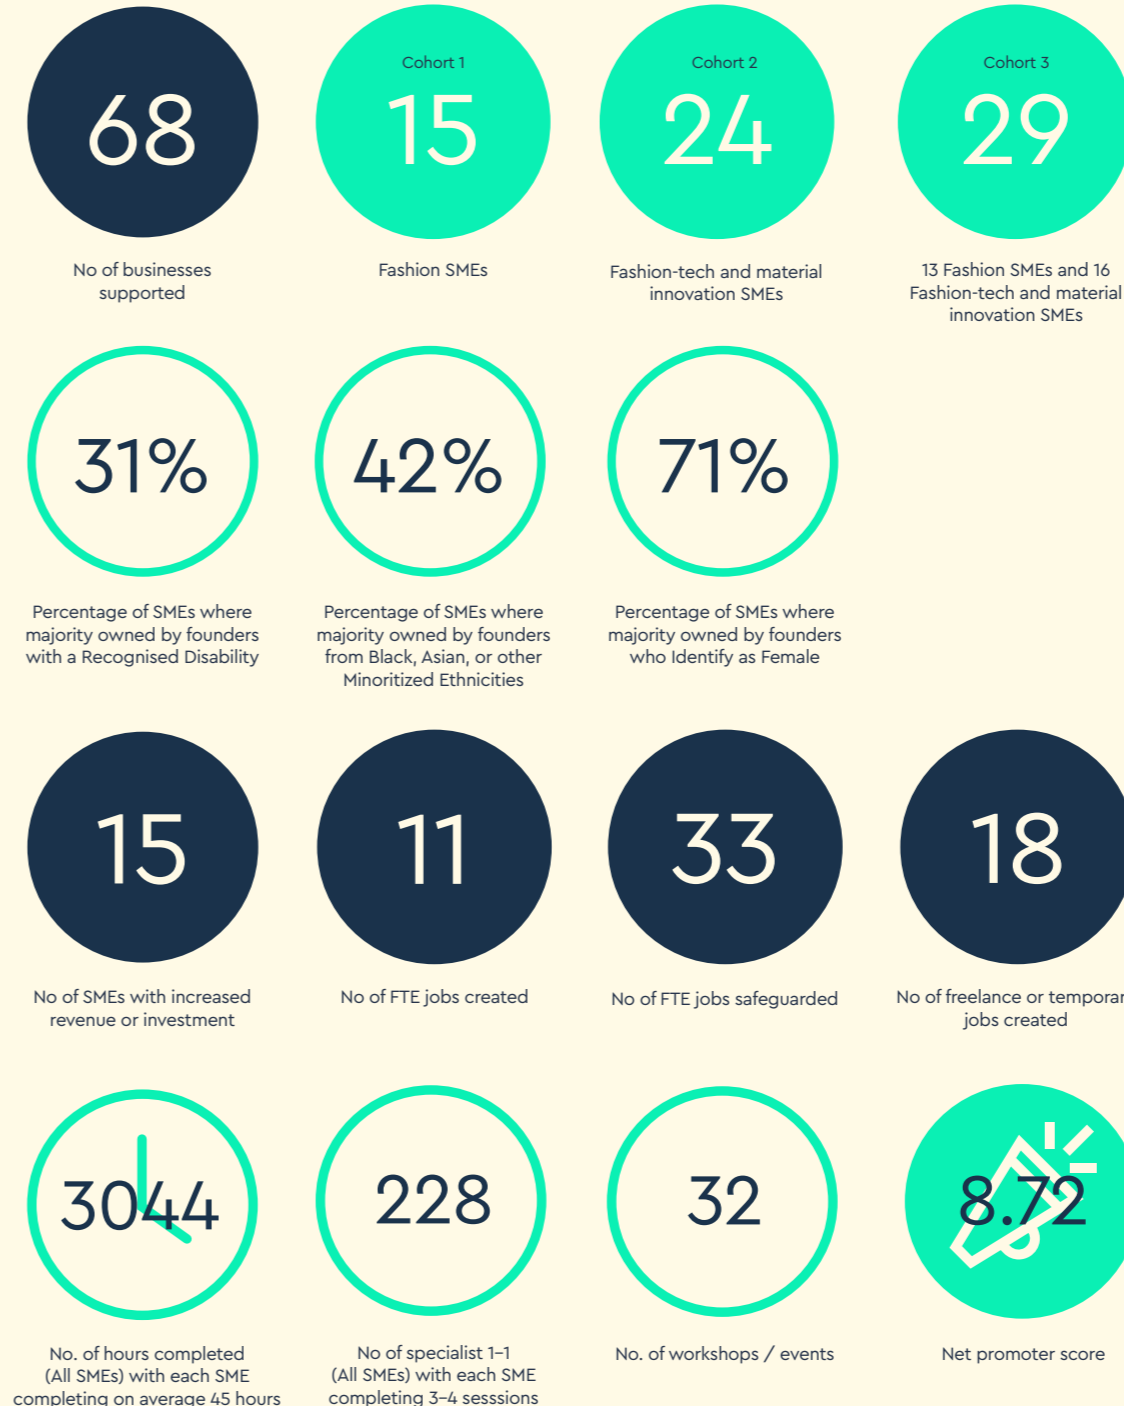 68
No of businesses
supported
Cohort 1
15
Fashion SMEs
Cohort 2
24
Fashion-tech and material
innovation SMEs
Cohort 3
29
13 Fashion SMEs and 16
Fashion-tech and material
innovation SMEs
31%
Percentage of SMEs where
majority owned by founders
with a Recognised Disability
42%
Percentage of SMEs where
majority owned by founders
from Black, Asian, or other
Minoritized Ethnicities
71%
Percentage of SMEs where
majority owned by founders
who Identify as Female
15
No of SMEs with increased
revenue or investment
11
No of FTE jobs created
33
No of FTE jobs safeguarded
18
No of freelance or
jobs created
3044
No. of hours completed
(All SMEs) with each SME
completing on average 45 hours
228
No of specialist 1-1
(All SMEs) with each SME
completing 3-4 sesssions
32
No. of workshops / events
8.72
Net promoter score